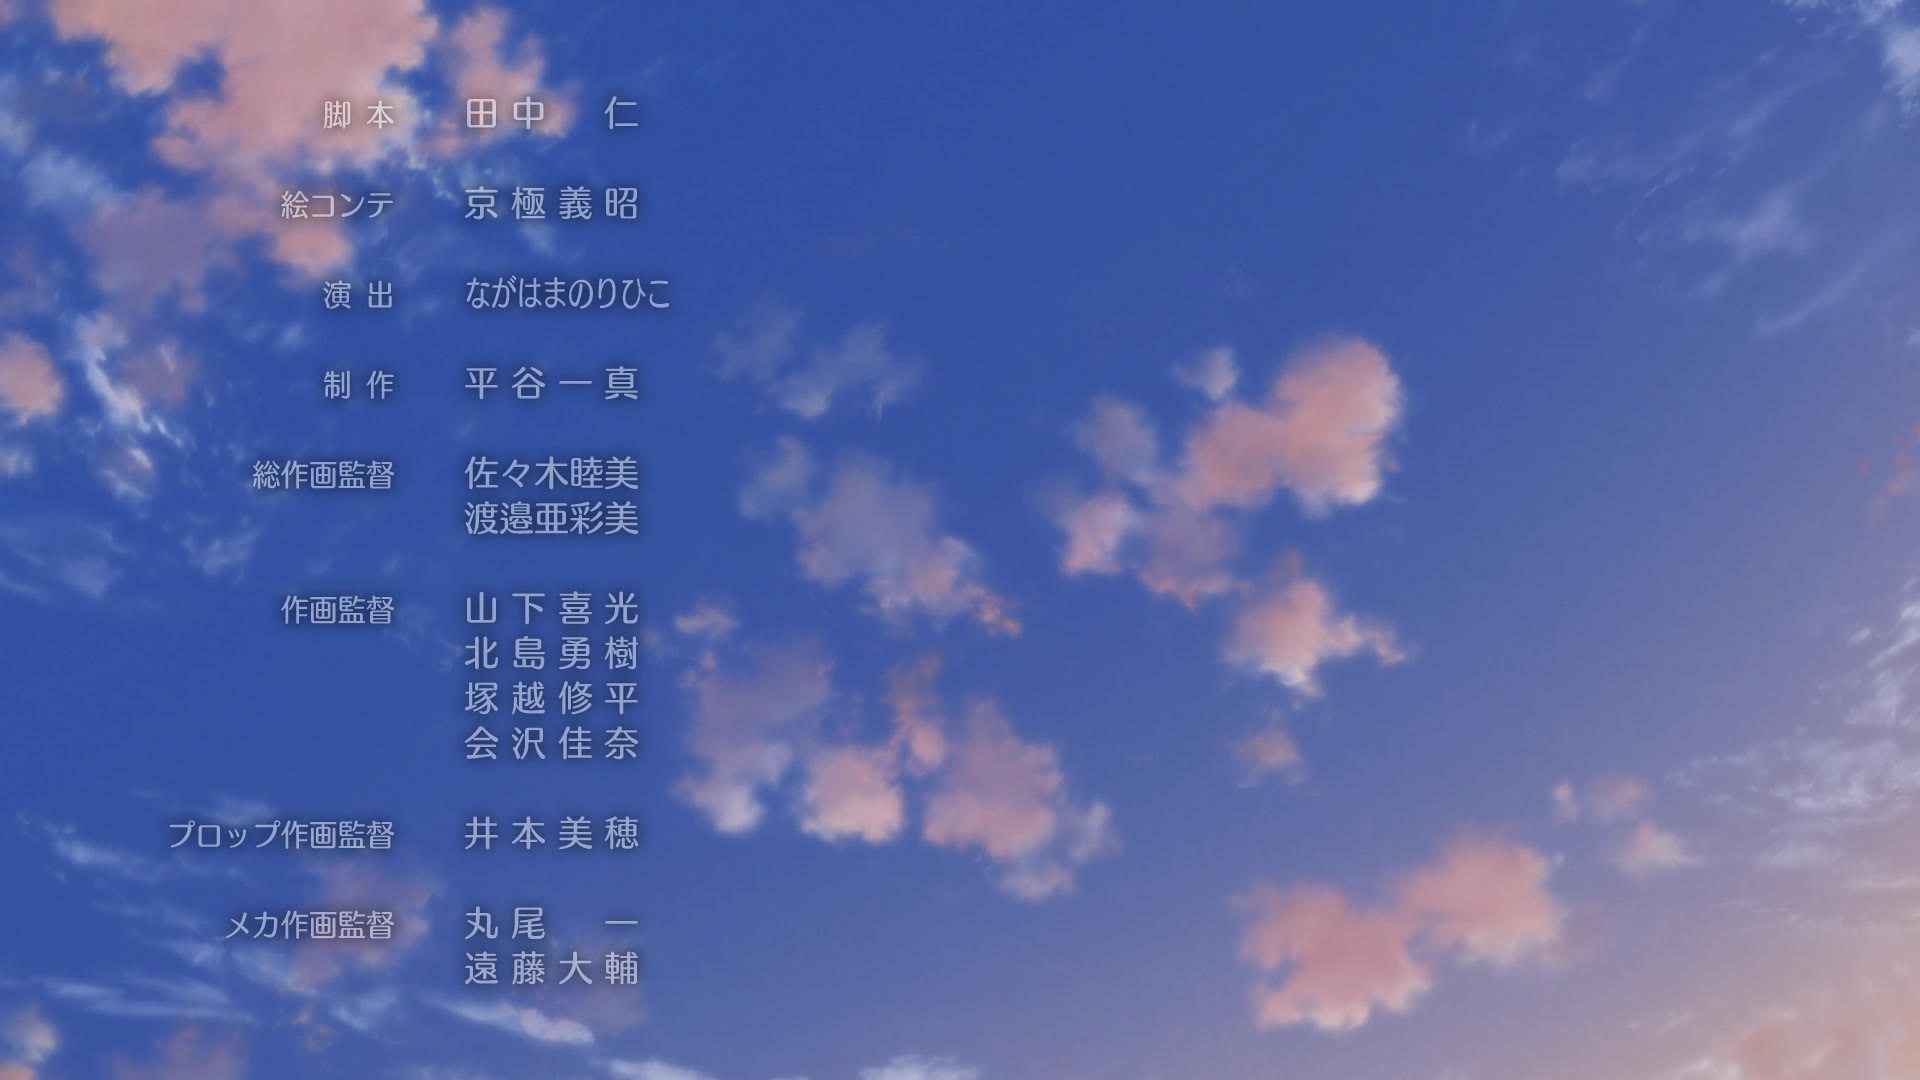 脚本 田中 仁
絵コンテ 京極義昭
演出 ながはまのりひこ
制作 平谷一真
総作画監督 佐々木睦美
渡邉亜彩美
作画監督 山下喜光
北島勇樹
塚越修平
会沢佳奈
プロップ作画監督 井本美穂
メカ作画監督 丸尾 一
遠藤大輔